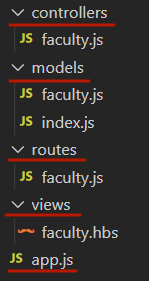 controllers
JS faculty.js
models
JS faculty.js
JS index.js
routes
JS faculty.js
views
faculty.hbs
JS app.js